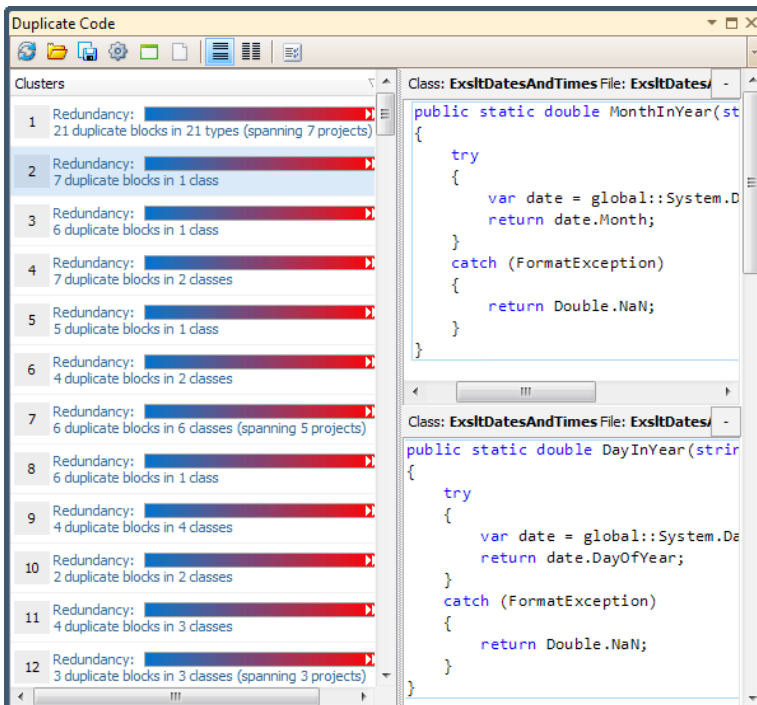 Duplicate Code
Clusters
1
Redundancy:
21 duplicate blocks in 21 types (spanning 7 projects)
2
Redundancy:
7 duplicate blocks in 1 class
3
Redundancy:
6 duplicate blocks in 1 class
4
Redundancy:
7 duplicate blocks in 2 classes
5
Redundancy:
5 duplicate blocks in 1 class
6
Redundancy:
4 duplicate blocks in 2 classes
7
Redundancy:
6 duplicate blocks in 6 classes (spanning 5 projects)
8
Redundancy:
6 duplicate blocks in 1 class
9
Redundancy:
4 duplicate blocks in 4 classes
10
Redundancy:
2 duplicate blocks in 2 classes
11
Redundancy:
4 duplicate blocks in 3 classes
12
Redundancy:
3 duplicate blocks in 3 classes (spanning 3 projects)
Class: ExsltDatesAndTimes File: ExsltDates
public static double MonthInYear(st
{
    try
    {
        var date = global::System.D
        return date.Month;
    }
    catch (FormatException)
    {
        return Double.NaN;
    }
}
Class: ExsltDatesAndTimes File: ExsltDates
public static double DayInYear(strin
{
    try
    {
        var date = global::System.Da
        return date.DayOfYear;
    }
    catch (FormatException)
    {
        return Double.NaN;
    }
}